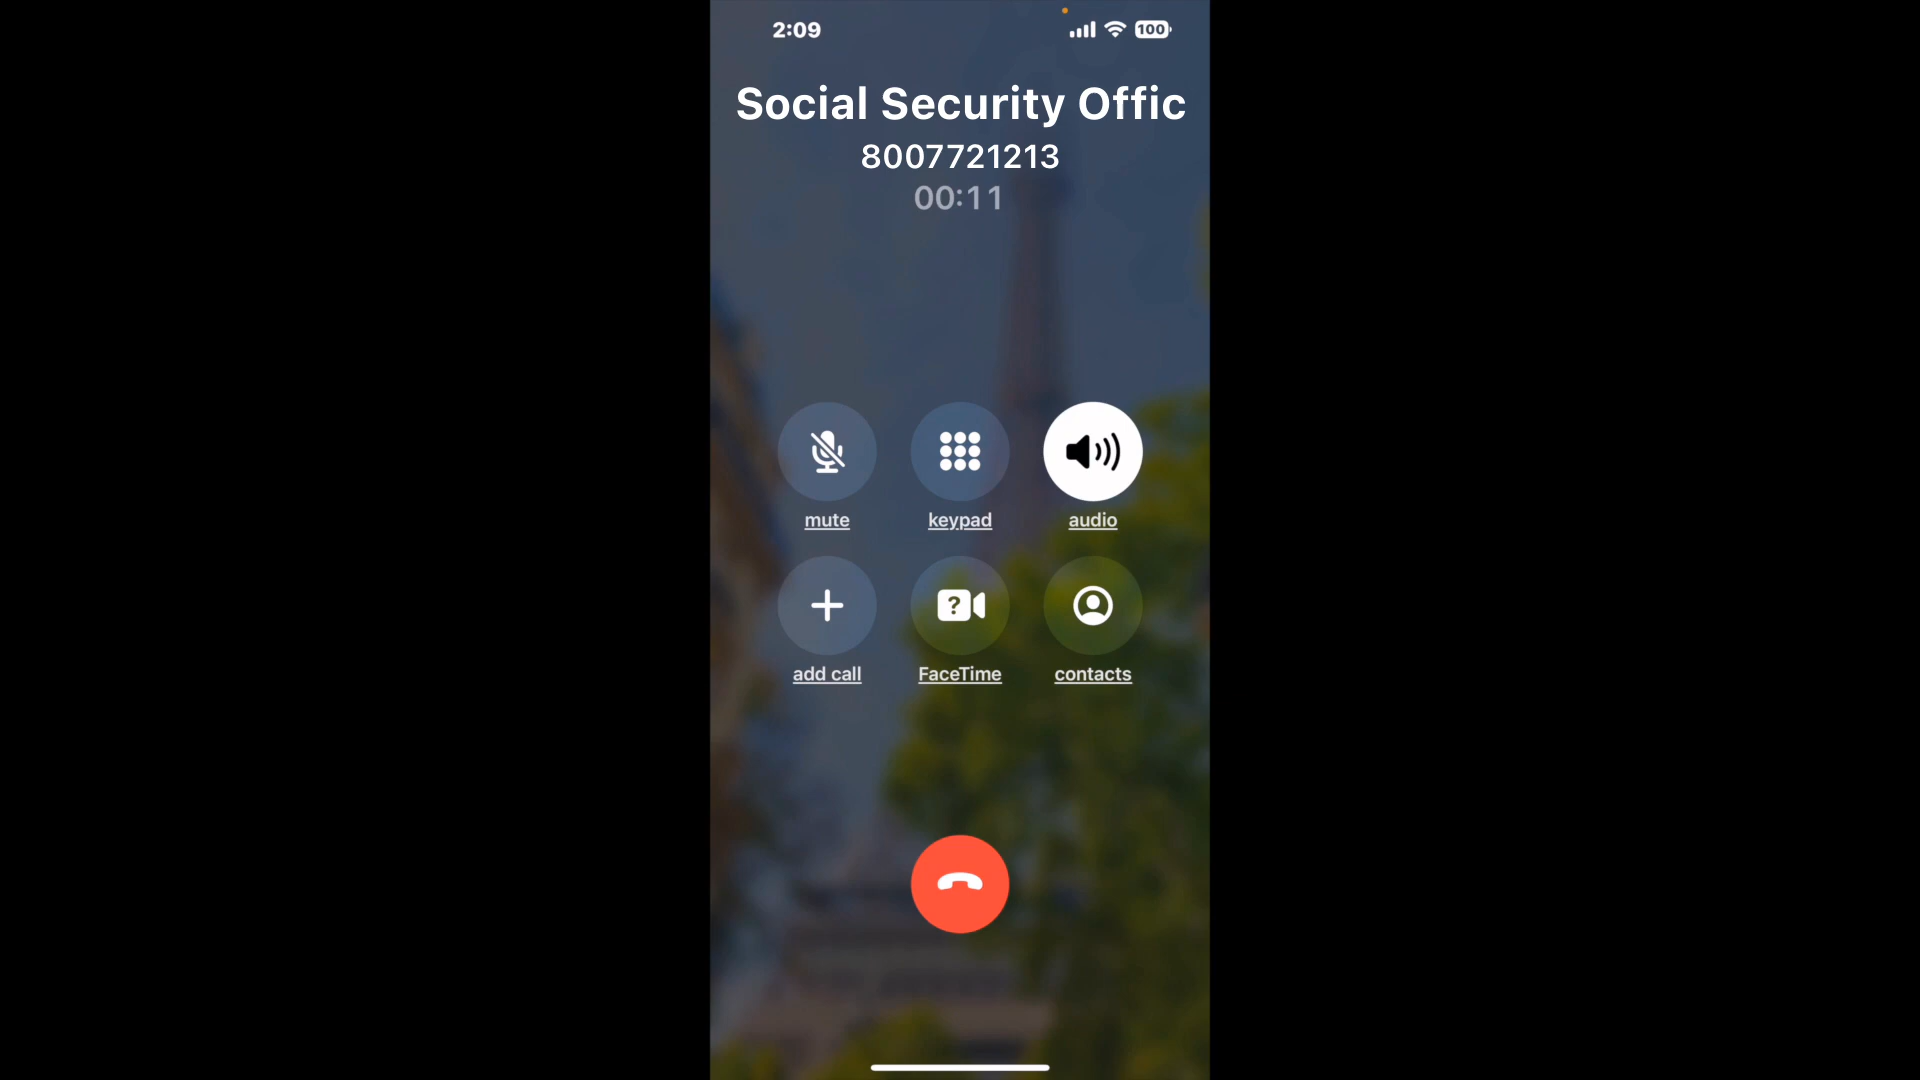 2:09
100
Social Security Offic
8007721213
00:11
mute
keypad
audio
?
add call
FaceTime
contacts